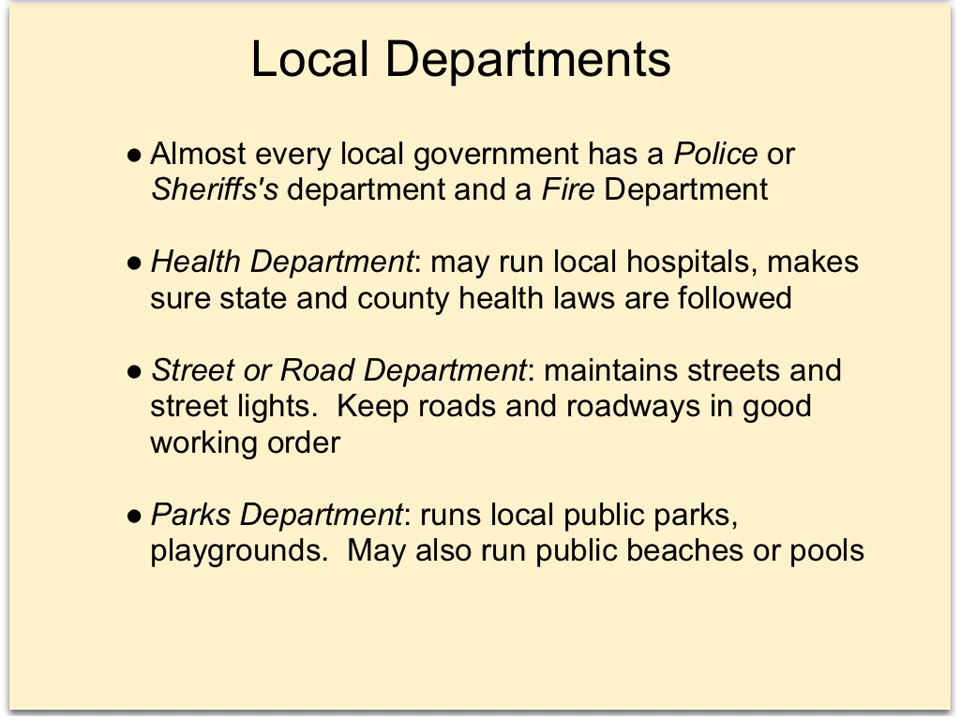 Local Departments
● Almost every local government has a Police or
Sheriffs's department and a Fire Department
● Health Department: may run local hospitals, makes
sure state and county health laws are followed
● Street or Road Department: maintains streets and
street lights.  Keep roads and roadways in good
working order
● Parks Department: runs local public parks,
playgrounds.  May also run public beaches or pools